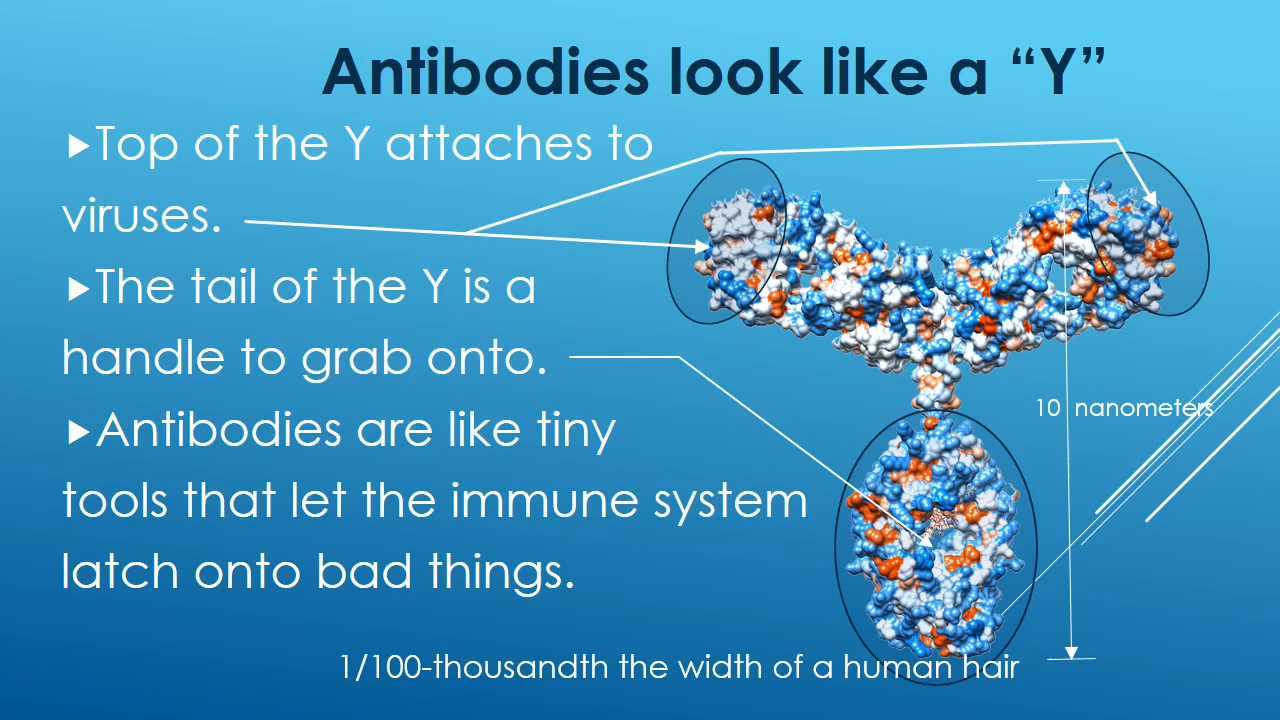 Antibodies look like a “Y”
▶Top of the Y attaches to
viruses.
▶The tail of the Y is a
handle to grab onto.
▶Antibodies are like tiny
tools that let the immune system
latch onto bad things.
10 nanometers
1/100-thousandth the width of a human hair